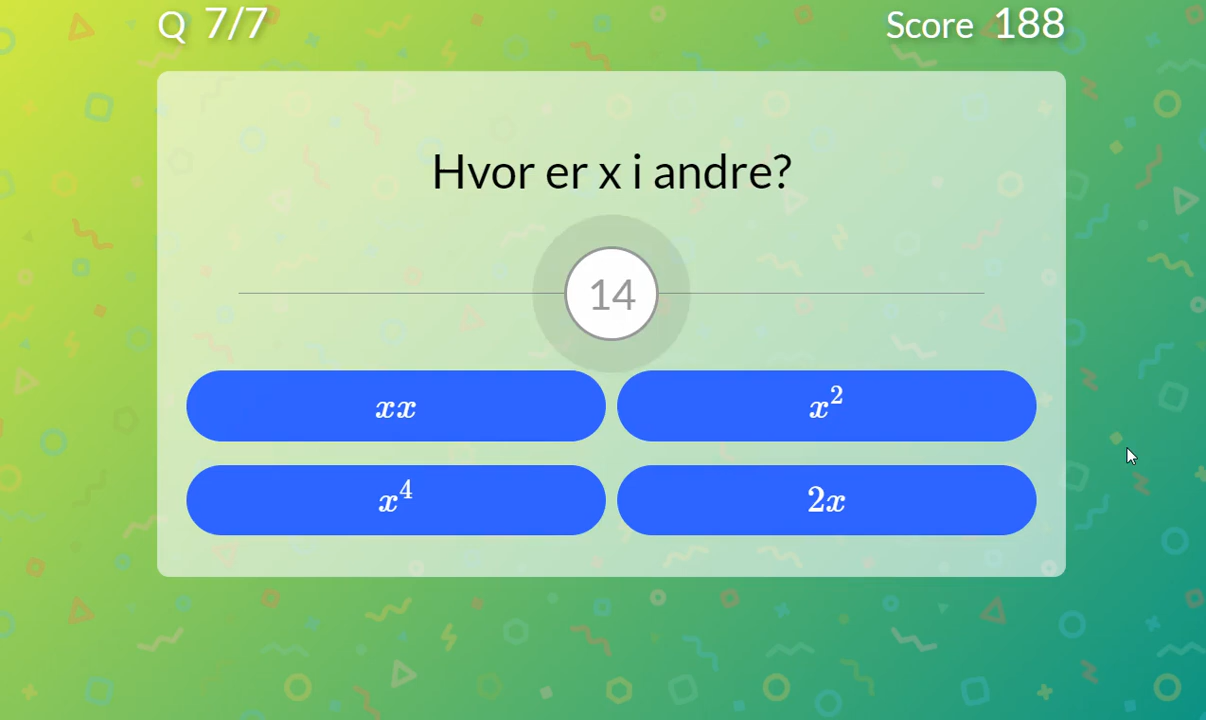 Q 7/7 Score 188
Hvor er x i andre?
14
xx x²
x⁴ 2x